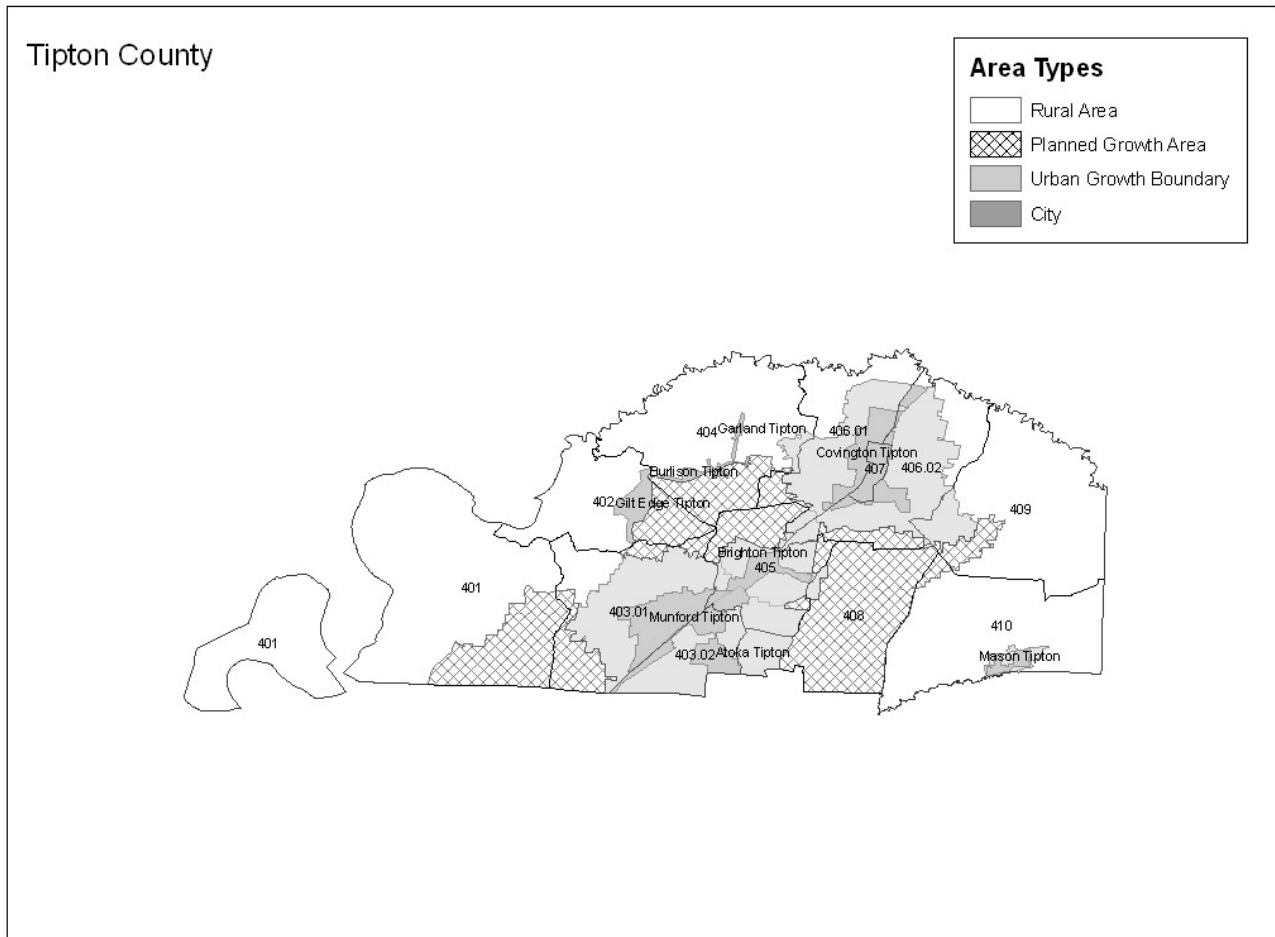 Tipton County
Area Types
Rural Area
Planned Growth Area
Urban Growth Boundary
City
404
Garland Tipton
406.01
Covington Tipton
407
406.02
Burlison Tipton
402
Gilt Edge Tipton
409
Brighton Tipton
405
401
403.01
Munford Tipton
408
410
401
403.02
Atoka Tipton
Mason Tipton